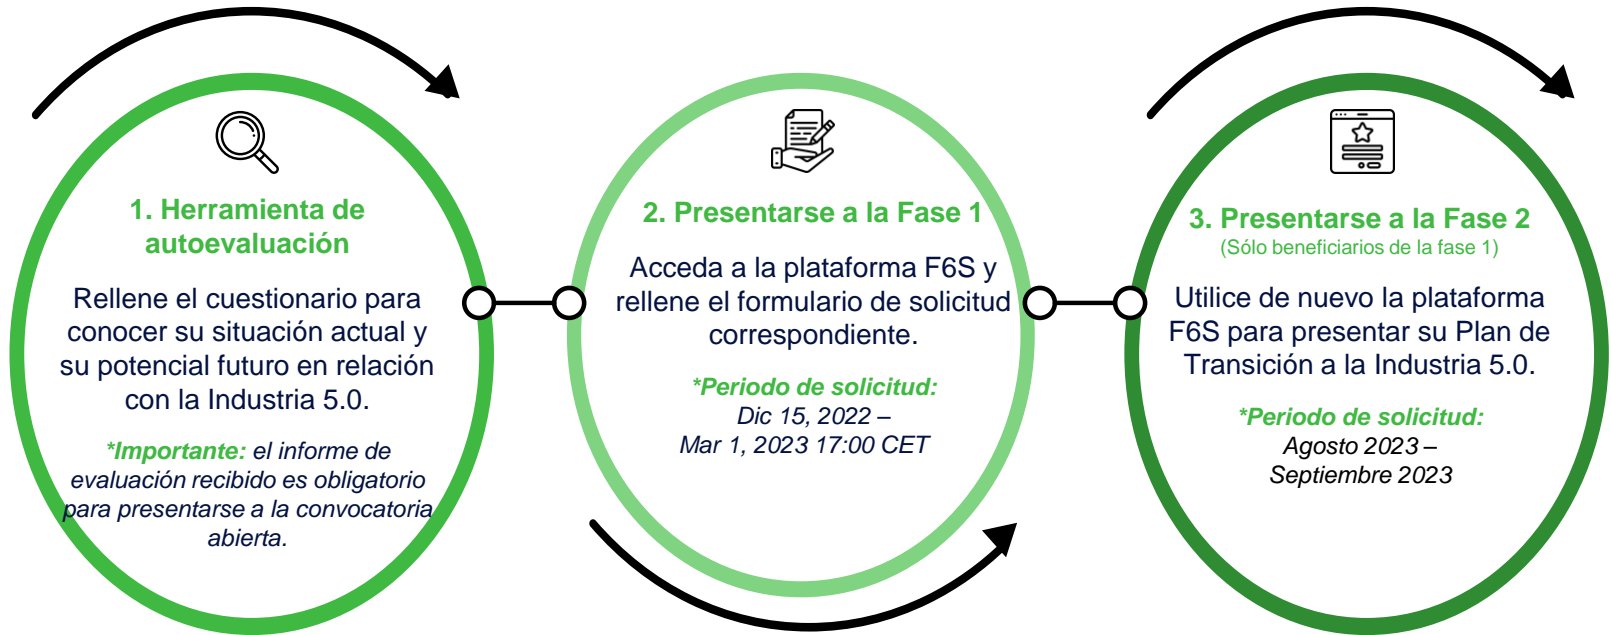 1. Herramienta de
autoevaluación
Rellene el cuestionario para
conocer su situación actual y
su potencial futuro en relación
con la Industria 5.0.
*Importante: el informe de
evaluación recibido es obligatorio
para presentarse a la convocatoria
abierta.
2. Presentarse a la Fase 1
Acceda a la plataforma F6S y
rellene el formulario de solicitud
correspondiente.
*Periodo de solicitud:
Dic 15, 2022 –
Mar 1, 2023 17:00 CET
3. Presentarse a la Fase 2
(Sólo beneficiarios de la fase 1)
Utilice de nuevo la plataforma
F6S para presentar su Plan de
Transición a la Industria 5.0.
*Periodo de solicitud:
Agosto 2023 –
Septiembre 2023